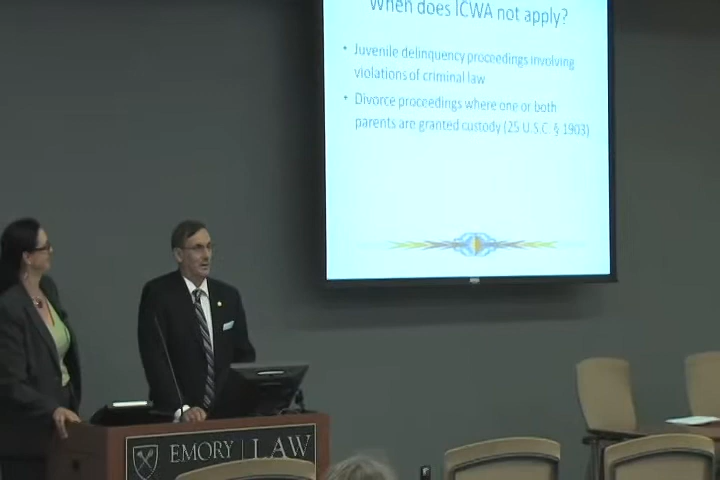 When does ICWA not apply?
• Juvenile delinquency proceedings involving
violations of criminal law
• Divorce proceedings where one or both
parents are granted custody (25 U.S.C. § 1903)
EMORY | LAW